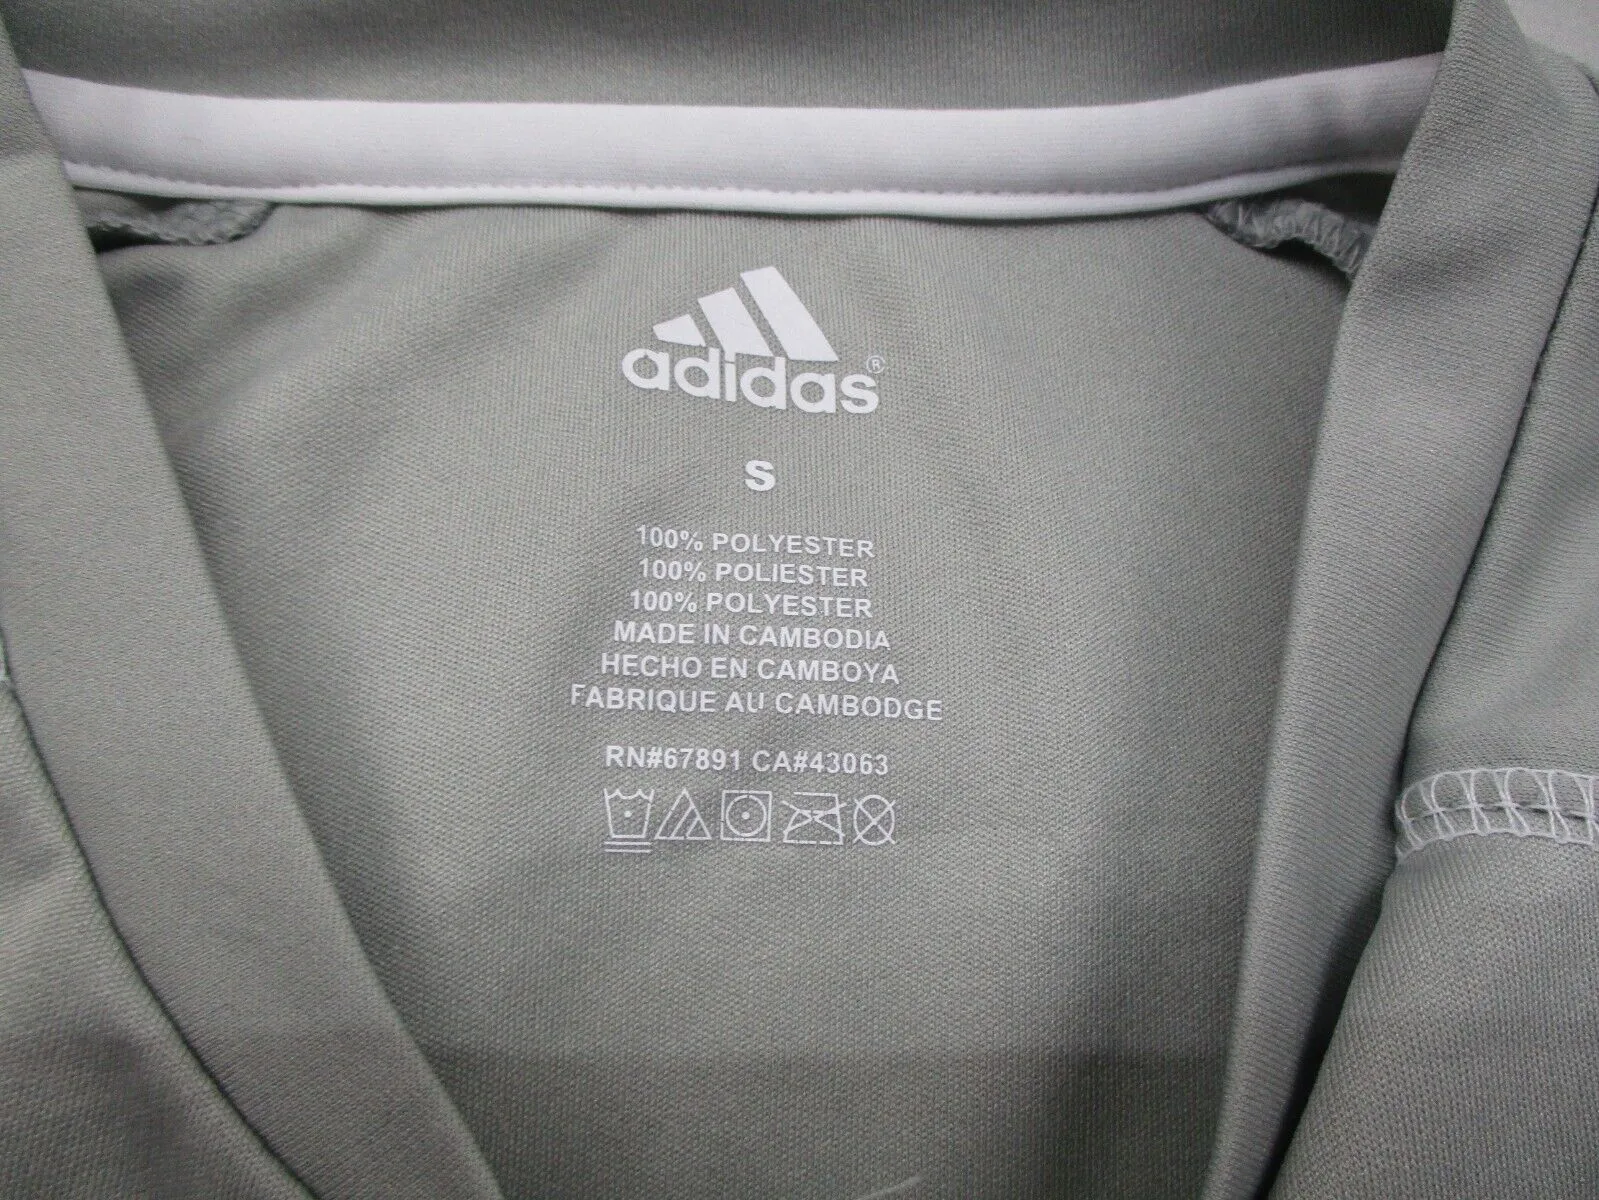 adidas®
S
100% POLYESTER
100% POLIESTER
100% POLYESTER
MADE IN CAMBODIA
HECHO EN CAMBOYA
FABRIQUE AU CAMBODGE
RN#67891 CA#43063